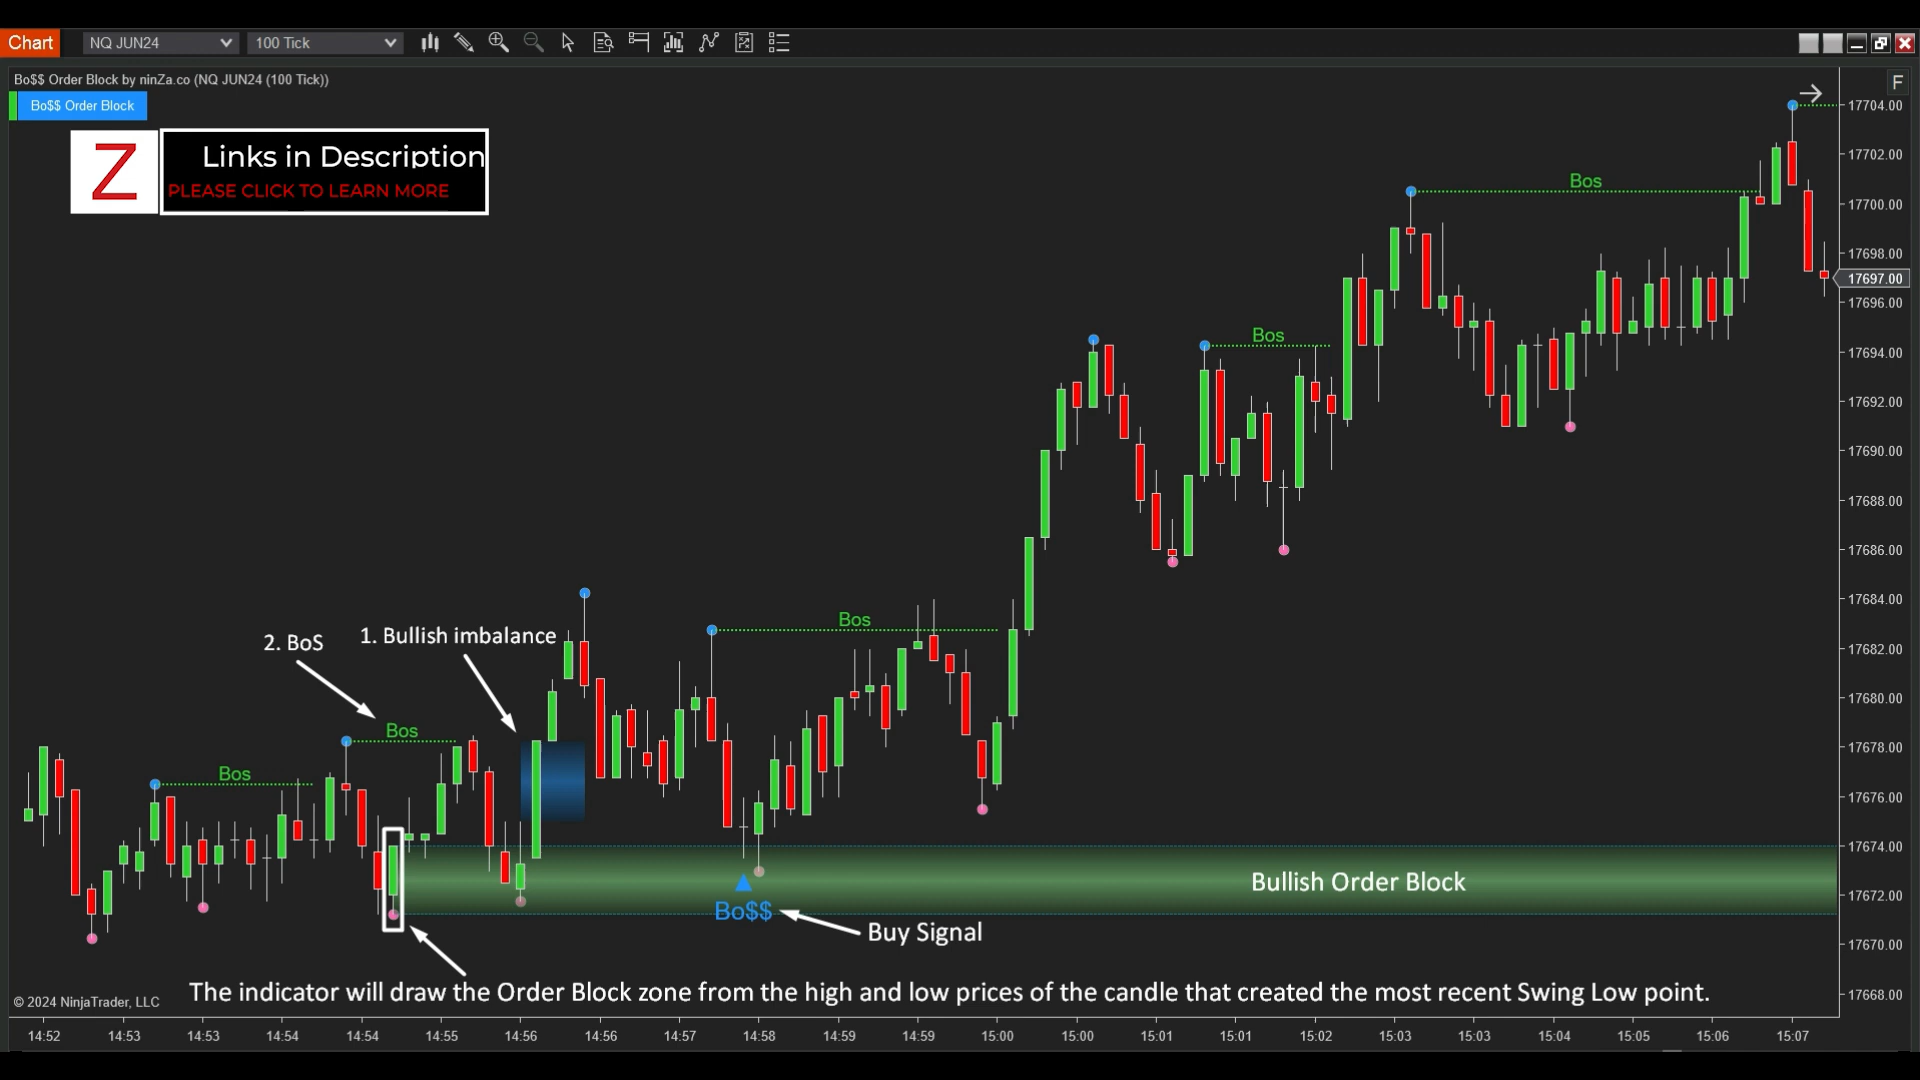 Chart NQ JUN24 100 Tick
Bo$$ Order Block by ninZa.co (NQ JUN24 (100 Tick))
F
Bo$$ Order Block
17704.00
Z
Links in Description
PLEASE CLICK TO LEARN MORE
17702.00
Bos
17700.00
17698.00
17697.00
17696.00
Bos
17694.00
17692.00
17690.00
17688.00
17686.00
17684.00
Bos
2. BoS
1. Bullish imbalance
17682.00
17680.00
Bos
17678.00
Bos
17676.00
17674.00
Bullish Order Block
17672.00
Bo$$
Buy Signal
17670.00
The indicator will draw the Order Block zone from the high and low prices of the candle that created the most recent Swing Low point.
© 2024 NinjaTrader, LLC
17668.00
14:52 14:53 14:53 14:54 14:54 14:55 14:56 14:56 14:57 14:58 14:59 14:59 15:00 15:00 15:01 15:01 15:02 15:03 15:03 15:04 15:05 15:06 15:07